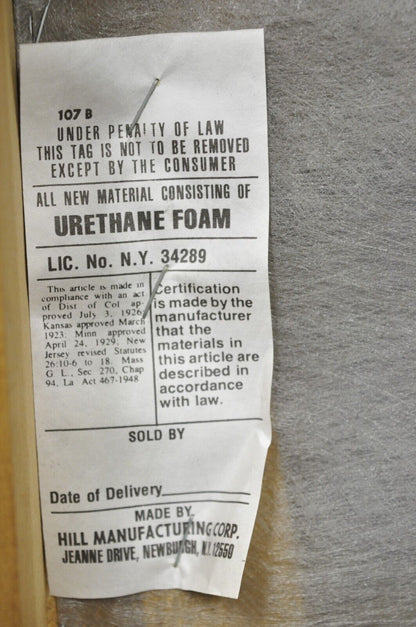 107 B
UNDER PENALTY OF LAW
THIS TAG IS NOT TO BE REMOVED
EXCEPT BY THE CONSUMER
ALL NEW MATERIAL CONSISTING OF
URETHANE FOAM
LIC. No. N.Y. 34289
This article is made in
compliance with an act
of Dist of Col ap-
proved July 3, 1926
Kansas approved March
1923; Minn approved
April 24, 1929; New
Jersey revised Statutes
26:10-6 to 18. Mass
G L., Sec 270, Chap
94, La Act 467-1948
Certification
is made by the
manufacturer
that the
materials in
this article are
described in
accordance
with law.
SOLD BY
Date of Delivery
MADE BY
HILL MANUFACTURING CORP.
JEANNE DRIVE, NEWBURGH, N.Y. 12550